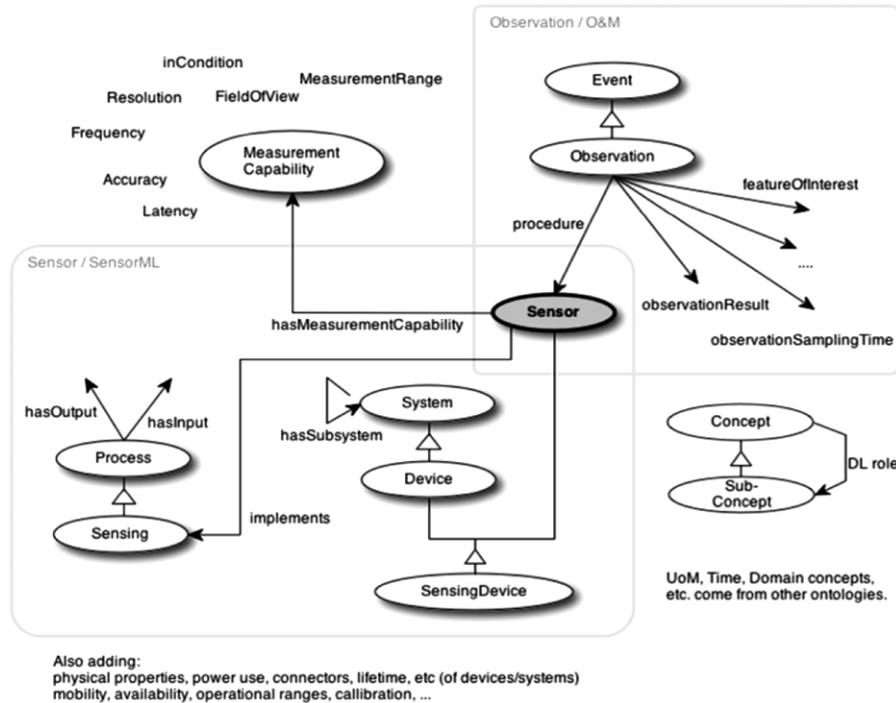 Observation / O&M
inCondition
MeasurementRange
Resolution
FieldOfView
Frequency
Measurement
Capability
Accuracy
Latency
Event
Observation
featureOfInterest
procedure
....
observationResult
observationSamplingTime
Sensor / SensorML
Sensor
hasMeasurementCapability
hasOutput
hasInput
Process
Sensing
implements
System
hasSubsystem
Device
SensingDevice
Concept
DL role
Sub-
Concept
UoM, Time, Domain concepts,
etc. come from other ontologies.
Also adding:
physical properties, power use, connectors, lifetime, etc (of devices/systems)
mobility, availability, operational ranges, callibration, ...